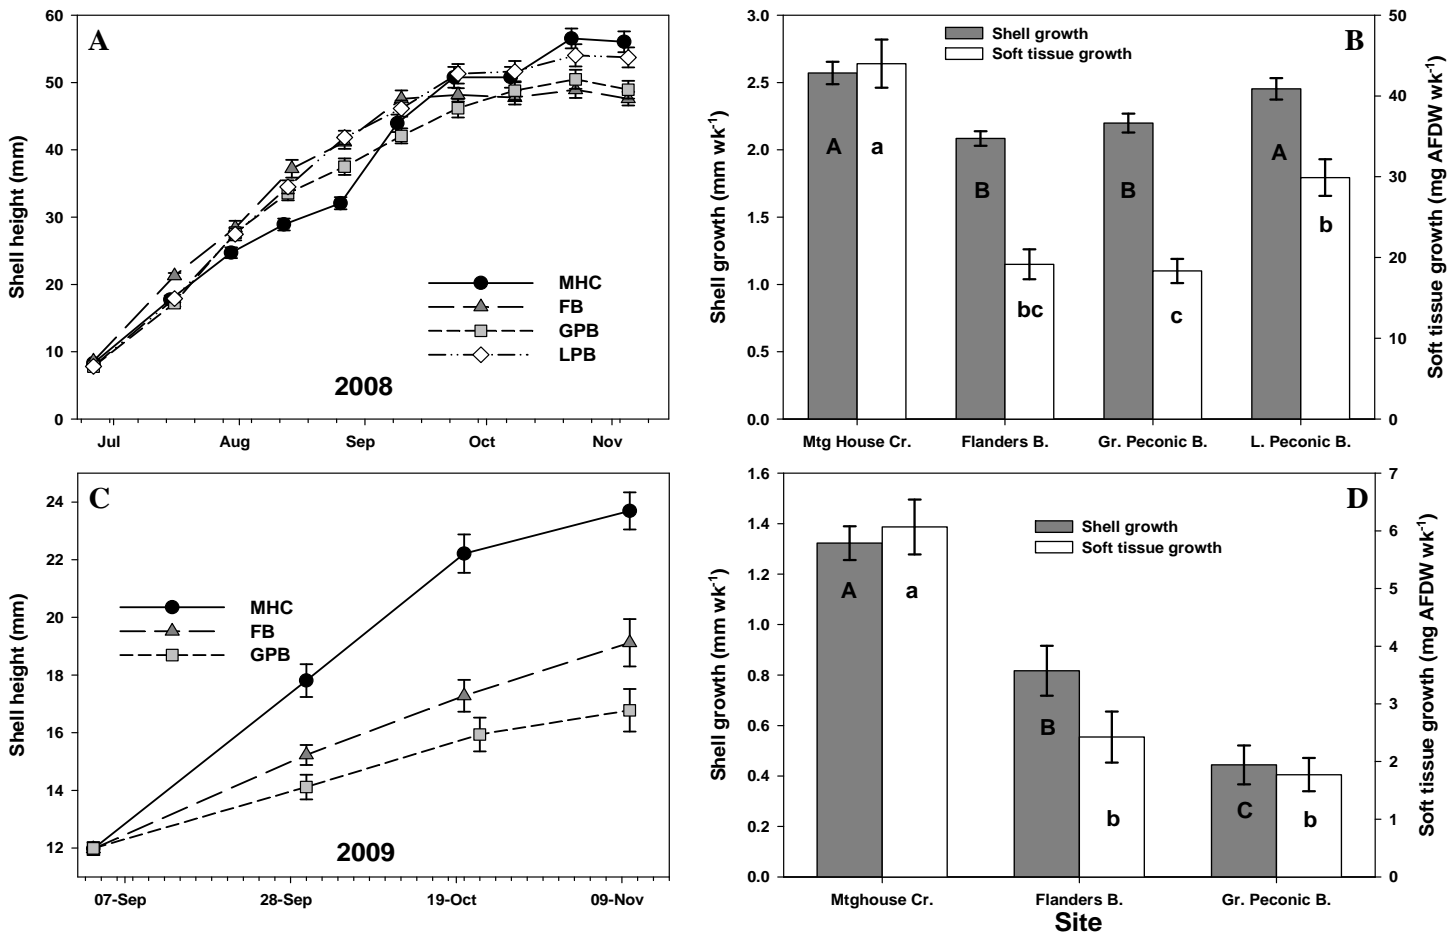 A
Shell height (mm)
60
50
40
30
20
10
0
MHC
FB
GPB
LPB
2008
Jul Aug Sep Oct Nov
B
Shell growth (mm wk-1)
3.0
2.5
2.0
1.5
1.0
0.5
0.0
Shell growth
Soft tissue growth
A a B bc B c A b
Mtg House Cr. Flanders B. Gr. Peconic B. L. Peconic B.
50
40
30
20
10
0
Soft tissue growth (mg AFDW wk-1)
C
Shell height (mm)
24
22
20
18
16
14
12
MHC
FB
GPB
2009
07-Sep 28-Sep 19-Oct 09-Nov
D
Shell growth (mm wk-1)
1.6
1.4
1.2
1.0
0.8
0.6
0.4
0.2
0.0
Shell growth
Soft tissue growth
A a B b C b
Mtghouse Cr. Flanders B. Gr. Peconic B.
Site
7
6
5
4
3
2
1
0
Soft tissue growth (mg AFDW wk-1)